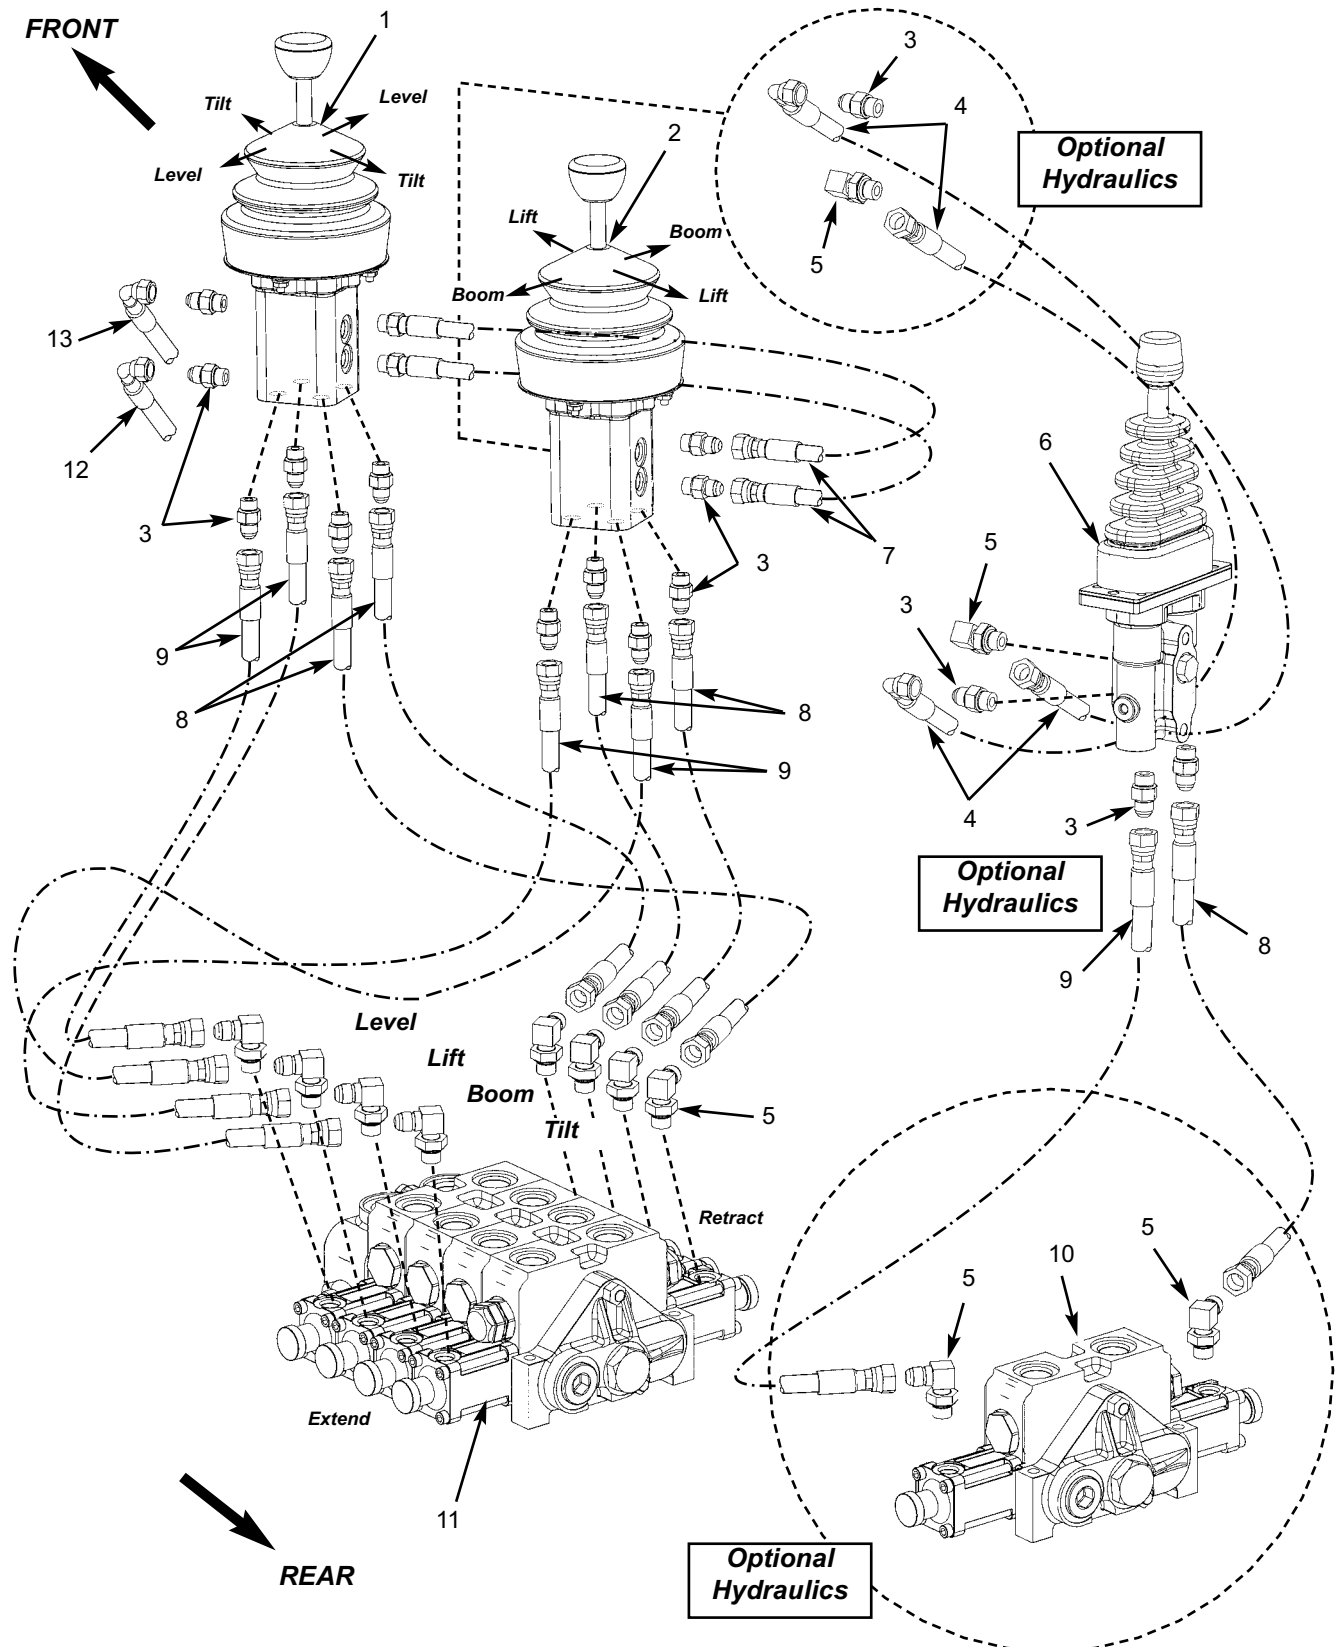 FRONT
1
3
Tilt
Level
4
2
Optional
Hydraulics
Level
Tilt
Lift
Boom
5
Boom
Lift
13
6
12
3
5
7
3
3
9
8
8
9
4
3
Optional
Hydraulics
8
9
Level
Lift
Boom
5
Tilt
Retract
5
10
5
Extend
11
Optional
Hydraulics
REAR